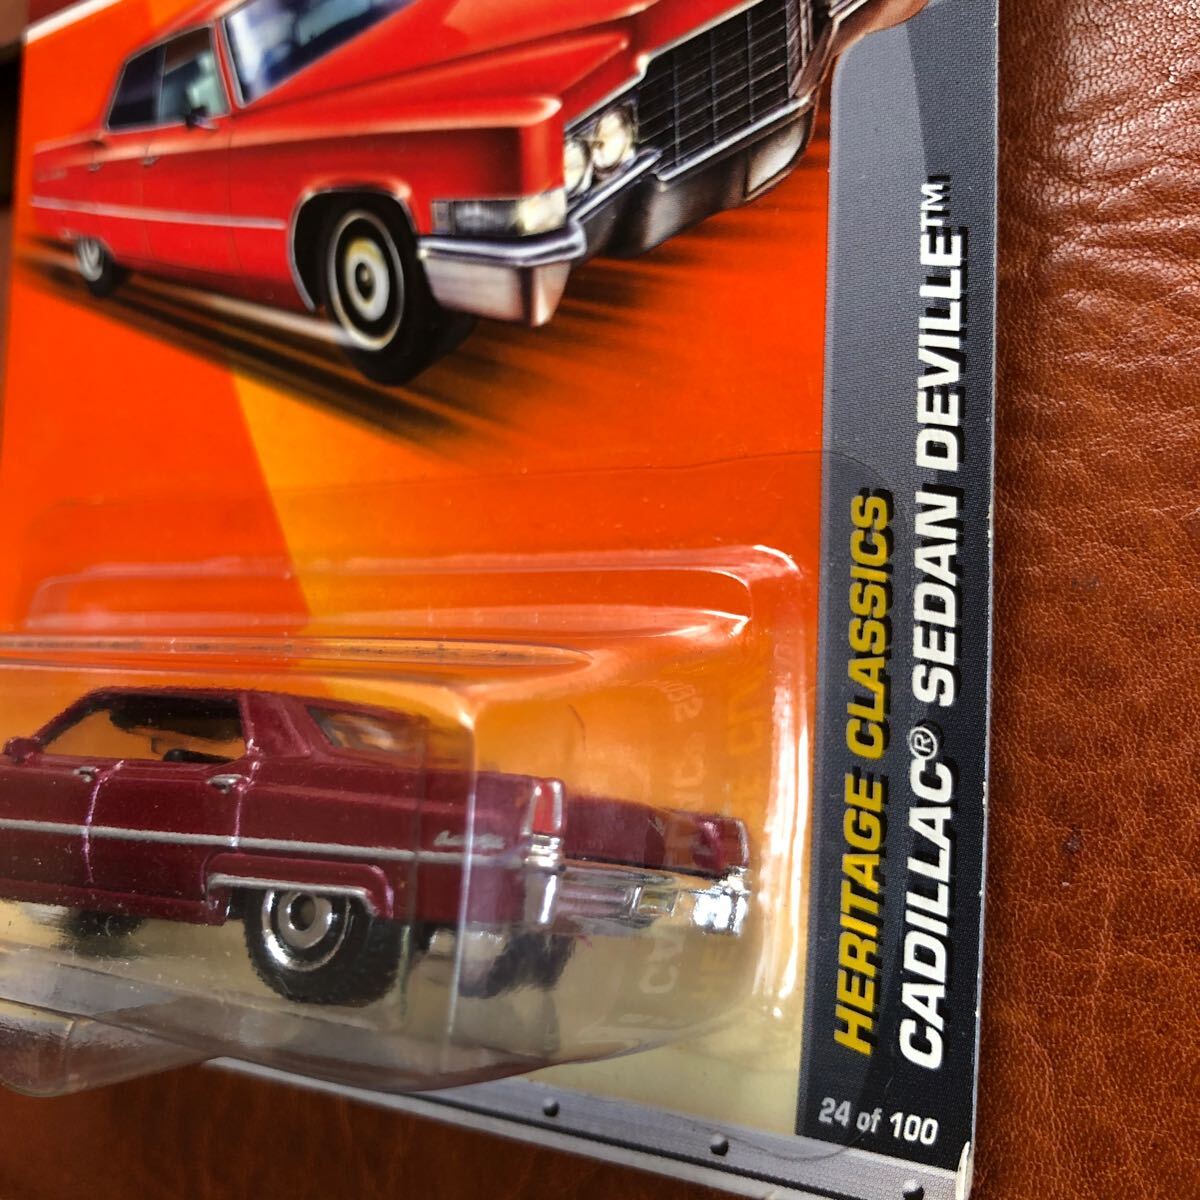 HERITAGE CLASSICS
CADILLAC® SEDAN DEVILLE™
24 of 100